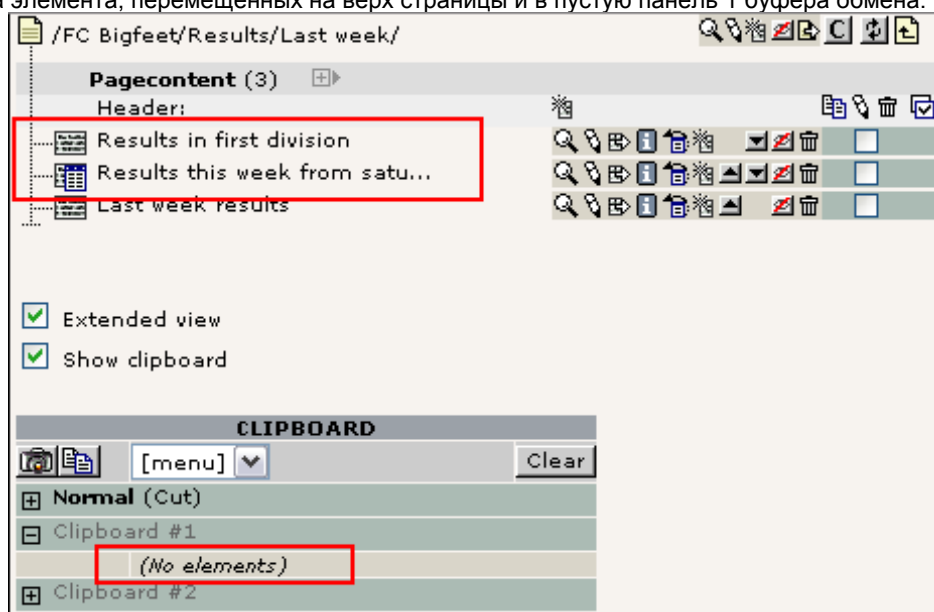 а элемента, перемещенных на верх страницы и в пустую панель 1 буфера обмена.
/FC Bigfeet/Results/Last week/
C
Pagecontent (3)
Header:
Results in first division
Results this week from satu...
Last week results
Extended view
Show clipboard
CLIPBOARD
[menu] Clear
Normal (Cut)
Clipboard #1
(No elements)
Clipboard #2